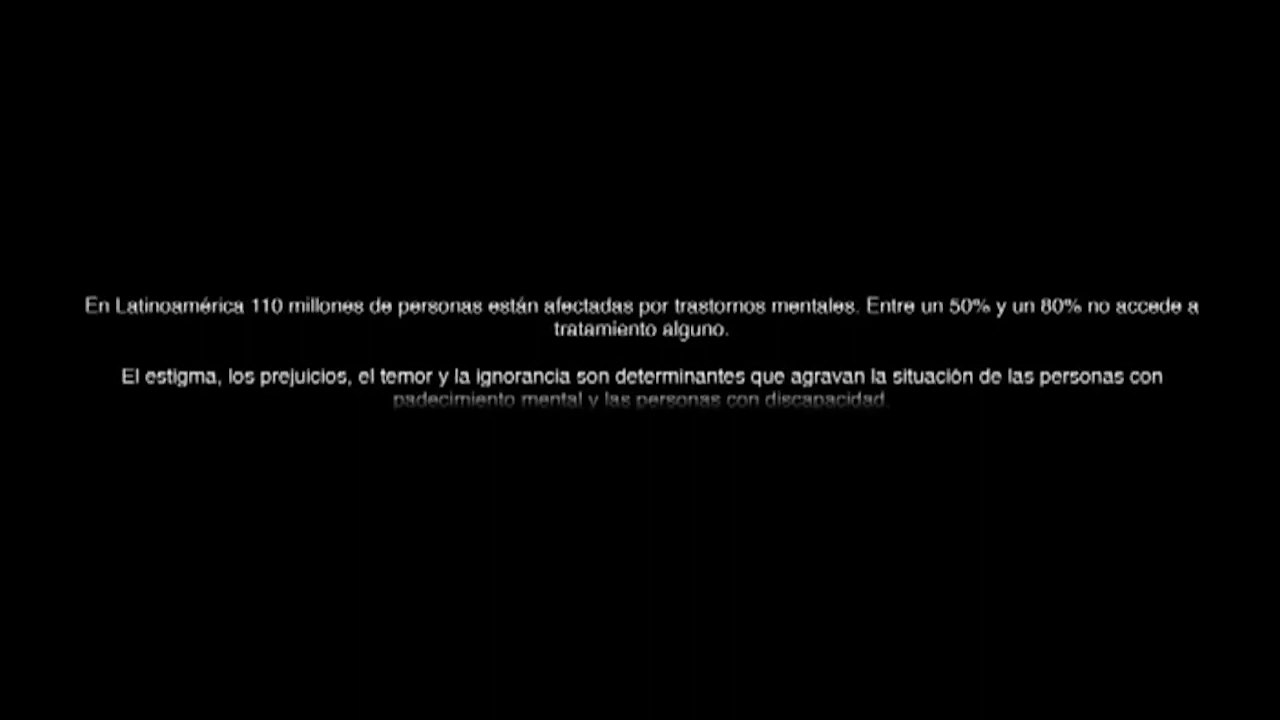 En Latinoamérica 110 millones de personas están afectadas por trastornos mentales. Entre un 50% y un 80% no accede a
tratamiento alguno.
El estigma, los prejuicios, el temor y la ignorancia son determinantes que agravan la situación de las personas con
padecimiento mental y las personas con discapacidad.